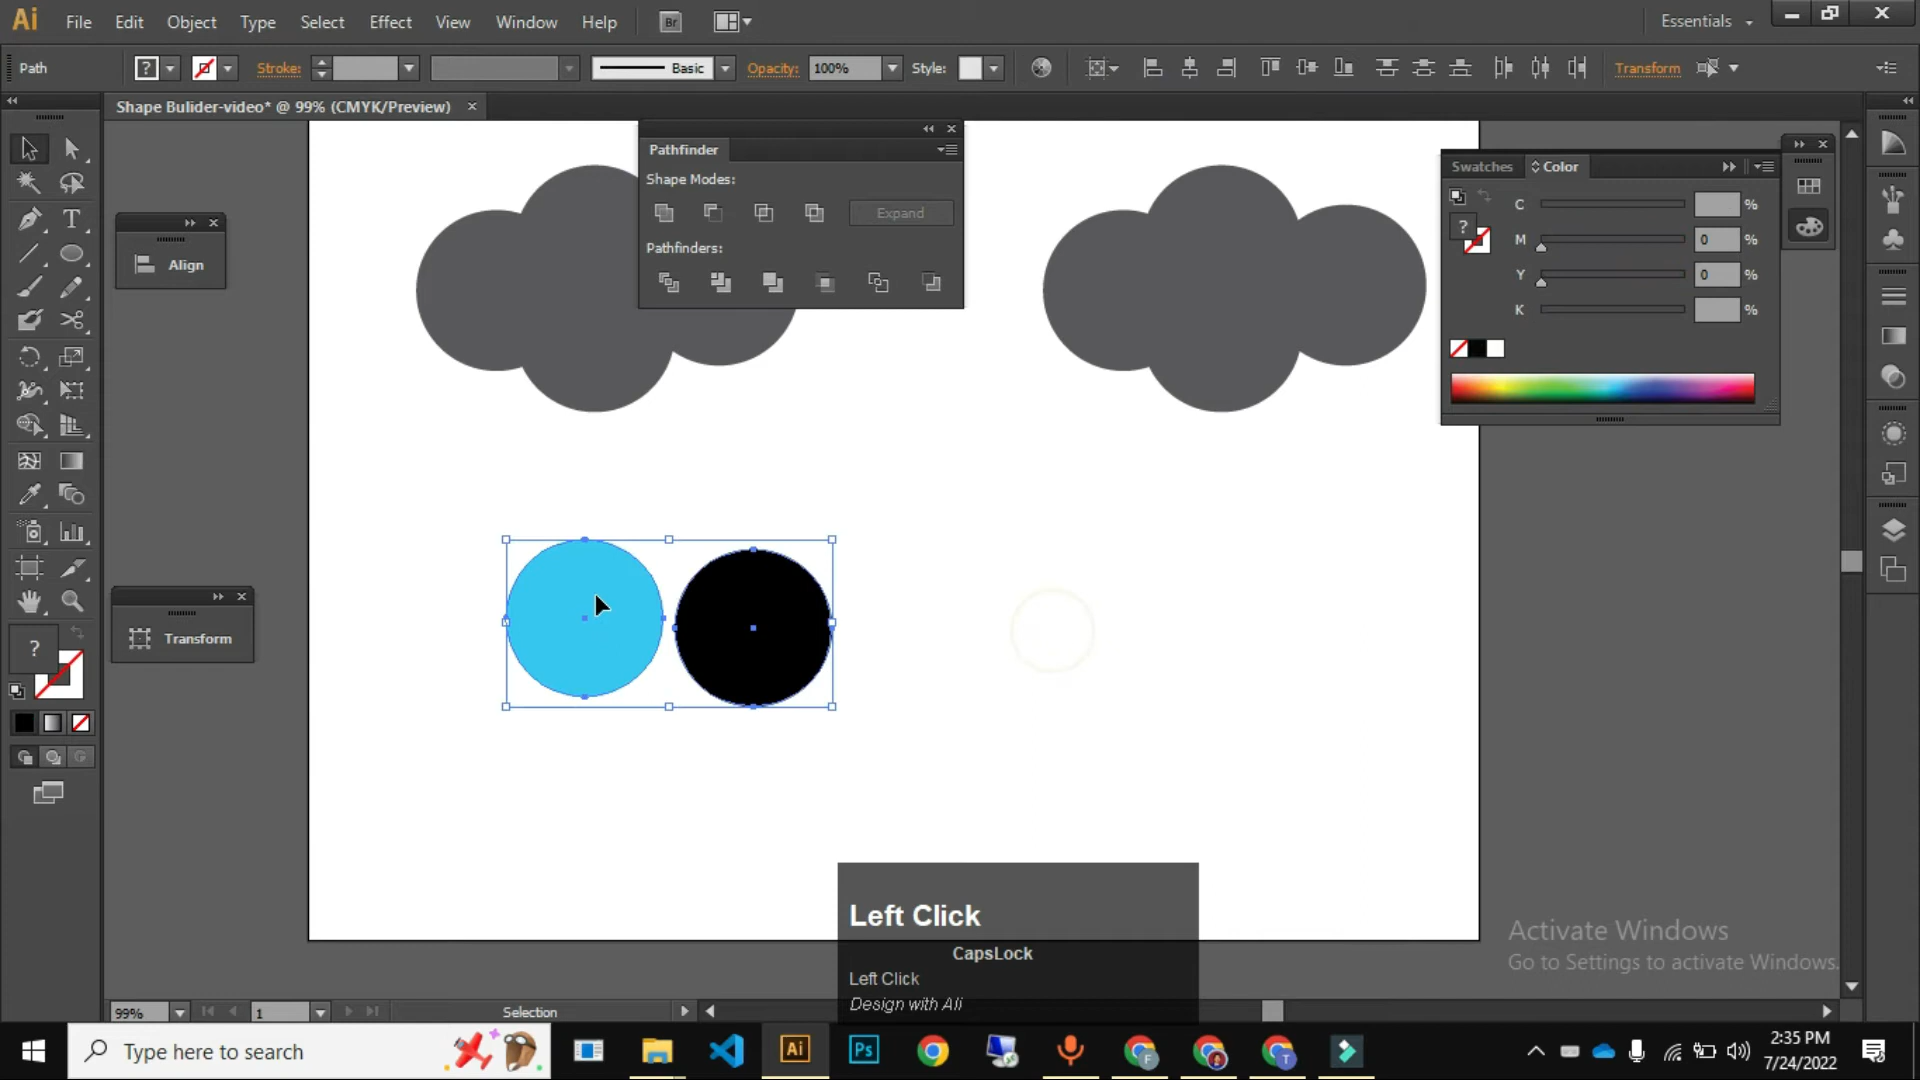 Ai File Edit Object Type Select Effect View Window Help Br Essentials
Path ? Stroke: Basic Opacity: 100% Style: Transform
Shape Bulider-video* @ 99% (CMYK/Preview)
Pathfinder
Shape Modes:
Expand
Pathfinders:
Swatches Color
C %
? M 0 %
Y 0 %
K %
Align
Transform
?
Left Click
CapsLock
Left Click
Design with Ali
Activate Windows
Go to Settings to activate Windows.
99% 1 Selection
Type here to search
Ai
Ps
F
T
2:35 PM
7/24/2022